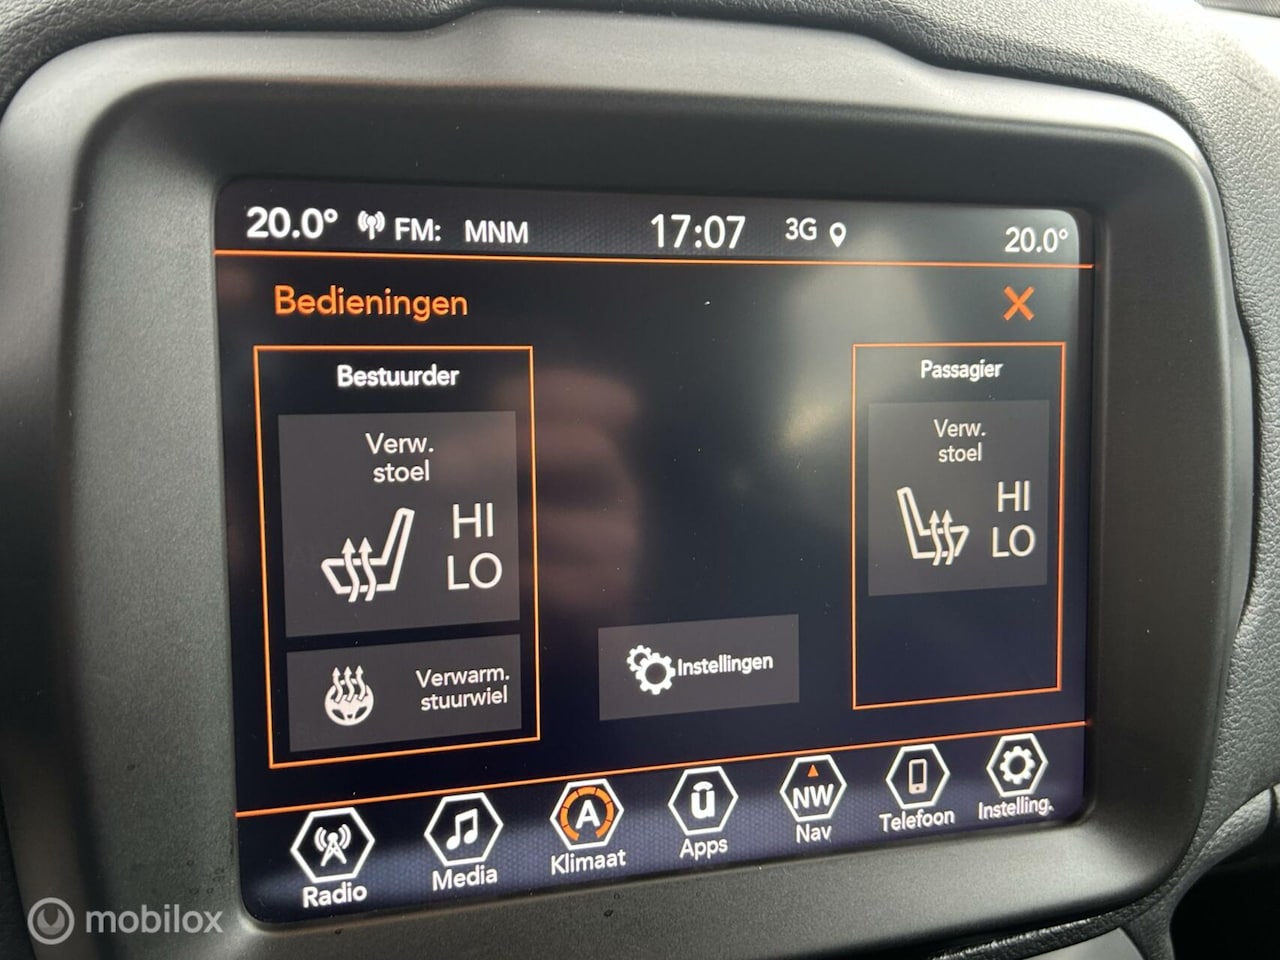 20.0° FM: MNM 17:07 3G 20.0°
Bedieningen
Bestuurder
Verw.
stoel
HI
LO
Verwarm.
stuurwiel
Instellingen
Passagier
Verw.
stoel
HI
LO
A
ū
NW
Radio
Media
Klimaat
Apps
Nav
Telefoon
Instelling.
mobilox